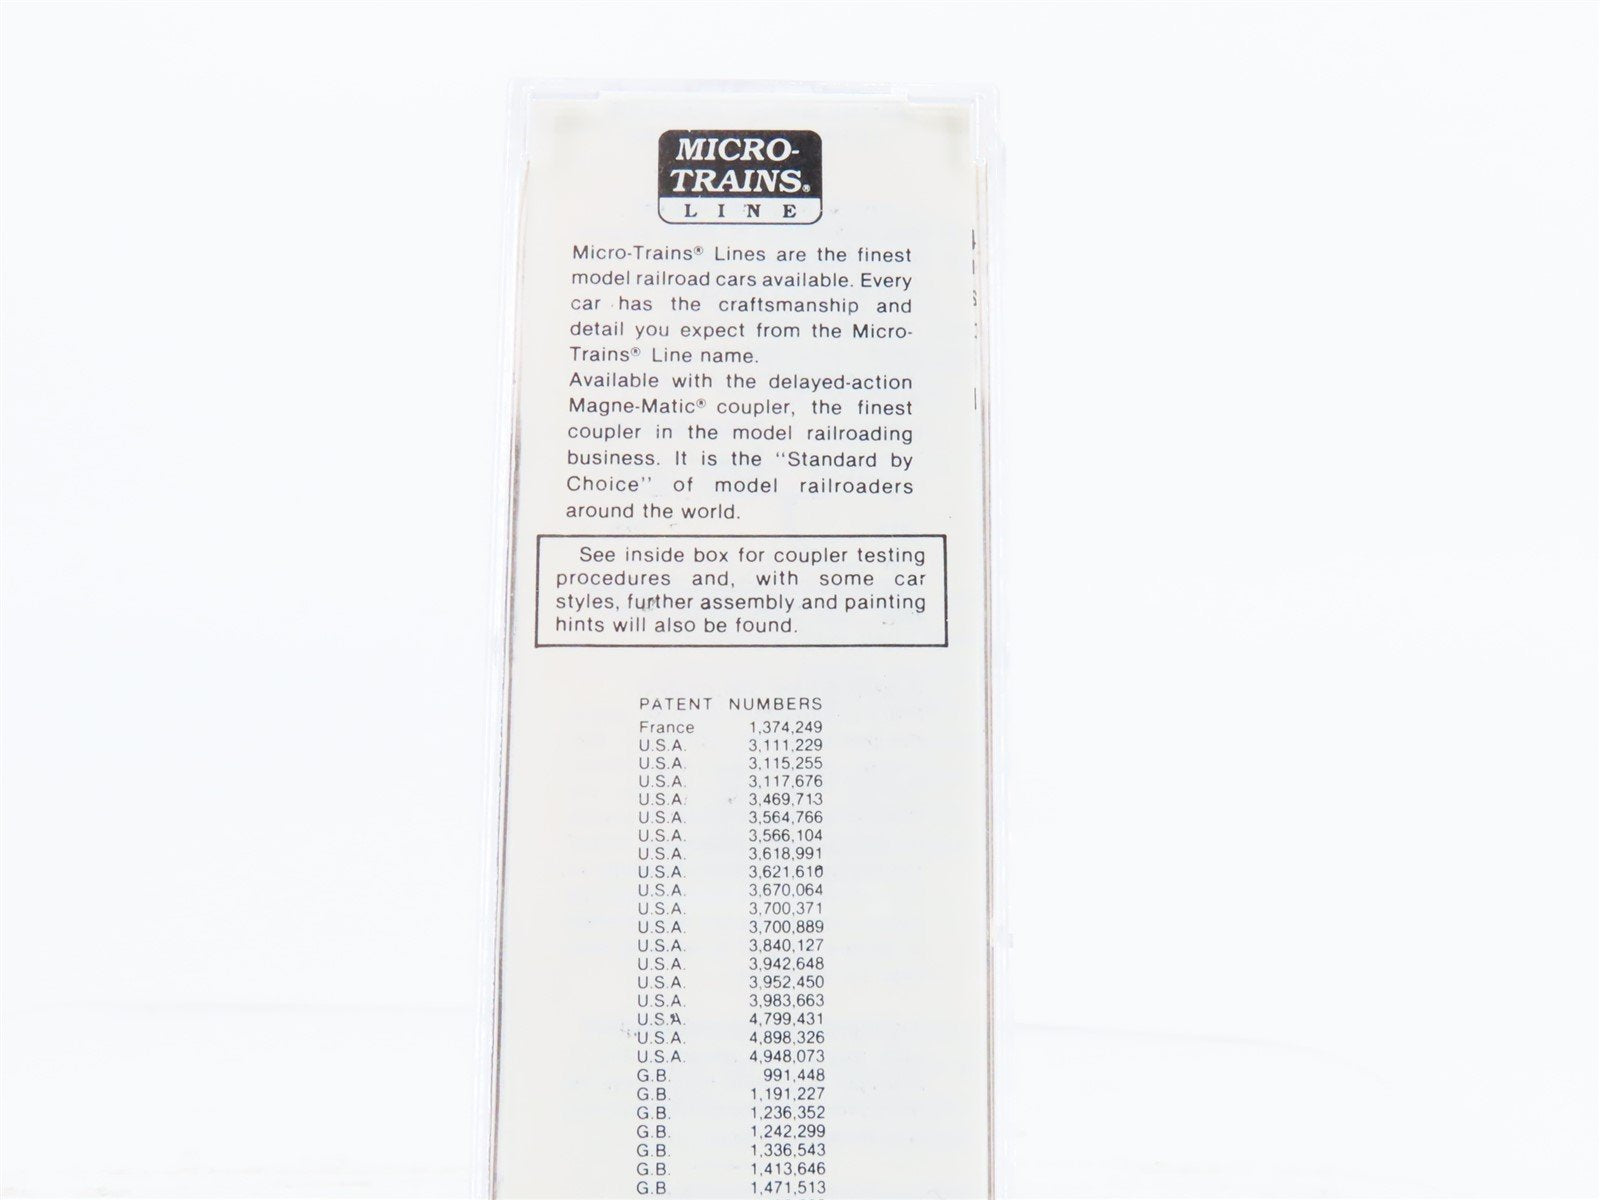 MICRO-
TRAINS®
LINE
Micro-Trains® Lines are the finest
model railroad cars available. Every
car has the craftsmanship and
detail you expect from the Micro-
Trains® Line name.
Available with the delayed-action
Magne-Matic® coupler, the finest
coupler in the model railroading
business. It is the “Standard by
Choice” of model railroaders
around the world.
See inside box for coupler testing
procedures and, with some car
styles, further assembly and painting
hints will also be found.
PATENT NUMBERS
France 1,374,249
U.S.A. 3,111,229
U.S.A. 3,115,255
U.S.A. 3,117,676
U.S.A. 3,469,713
U.S.A. 3,564,766
U.S.A. 3,566,104
U.S.A. 3,618,991
U.S.A. 3,621,610
U.S.A. 3,670,064
U.S.A. 3,700,371
U.S.A. 3,700,889
U.S.A. 3,840,127
U.S.A. 3,942,648
U.S.A. 3,952,450
U.S.A. 3,983,663
U.S.A. 4,799,431
U.S.A. 4,898,326
U.S.A. 4,948,073
G.B. 991,448
G.B. 1,191,227
G.B. 1,236,352
G.B. 1,242,299
G.B. 1,336,543
G.B. 1,413,646
G.B. 1,471,513